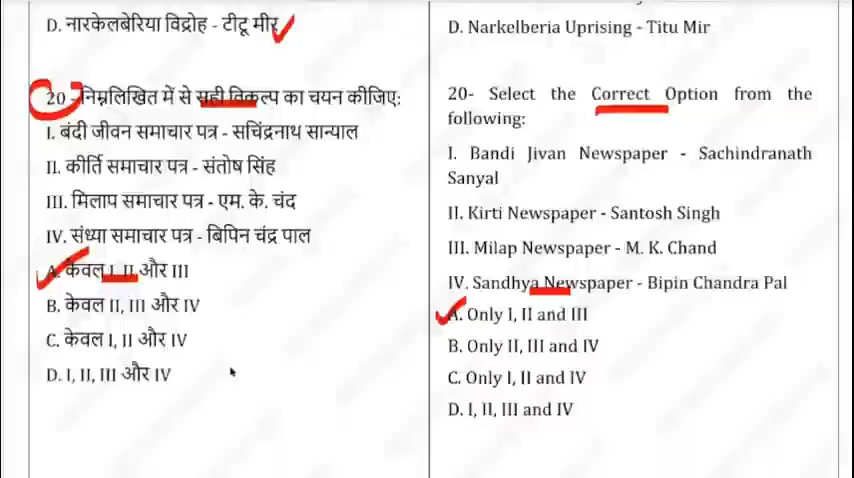 D. नारकेलबेरिया विद्रोह - टीटू मीर
20 -निम्नलिखित में से सही विकल्प का चयन कीजिए:
I. बंदी जीवन समाचार पत्र - सचिंद्रनाथ सान्याल
II. कीर्ति समाचार पत्र - संतोष सिंह
III. मिलाप समाचार पत्र - एम. के. चंद
IV. संध्या समाचार पत्र - बिपिन चंद्र पाल
A. केवल I, II, और III
B. केवल II, III और IV
C. केवल I, II और IV
D. I, II, III और IV
D. Narkelberia Uprising - Titu Mir
20- Select the Correct Option from the
following:
I. Bandi Jivan Newspaper - Sachindranath
Sanyal
II. Kirti Newspaper - Santosh Singh
III. Milap Newspaper - M. K. Chand
IV. Sandhya Newspaper - Bipin Chandra Pal
A. Only I, II and III
B. Only II, III and IV
C. Only I, II and IV
D. I, II, III and IV